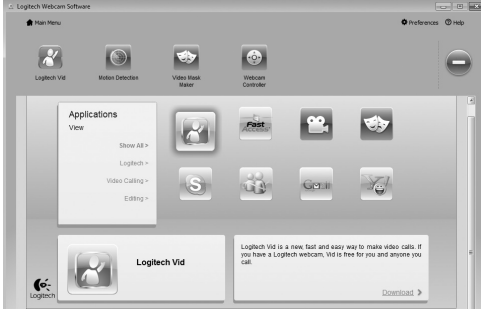 Logitech Webcam Software
Main Menu
Preferences
Help
Logitech Vid
Motion Detection
Video Mask
Maker
Webcam
Controller
Applications
View
Show All >
Logitech >
Video Calling >
Editing >
Fast
ACCESS
Logitech Vid
Logitech Vid is a new, fast and easy way to make video calls. If
you have a Logitech webcam, Vid is free for you and anyone you
call.
Download
Logitech